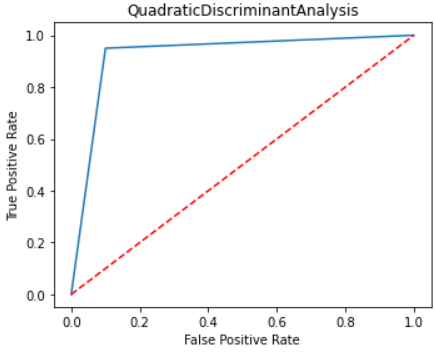 QuadraticDiscriminantAnalysis
1.0
0.8
0.6
0.4
0.2
0.0
True Positive Rate
0.0 0.2 0.4 0.6 0.8 1.0
False Positive Rate